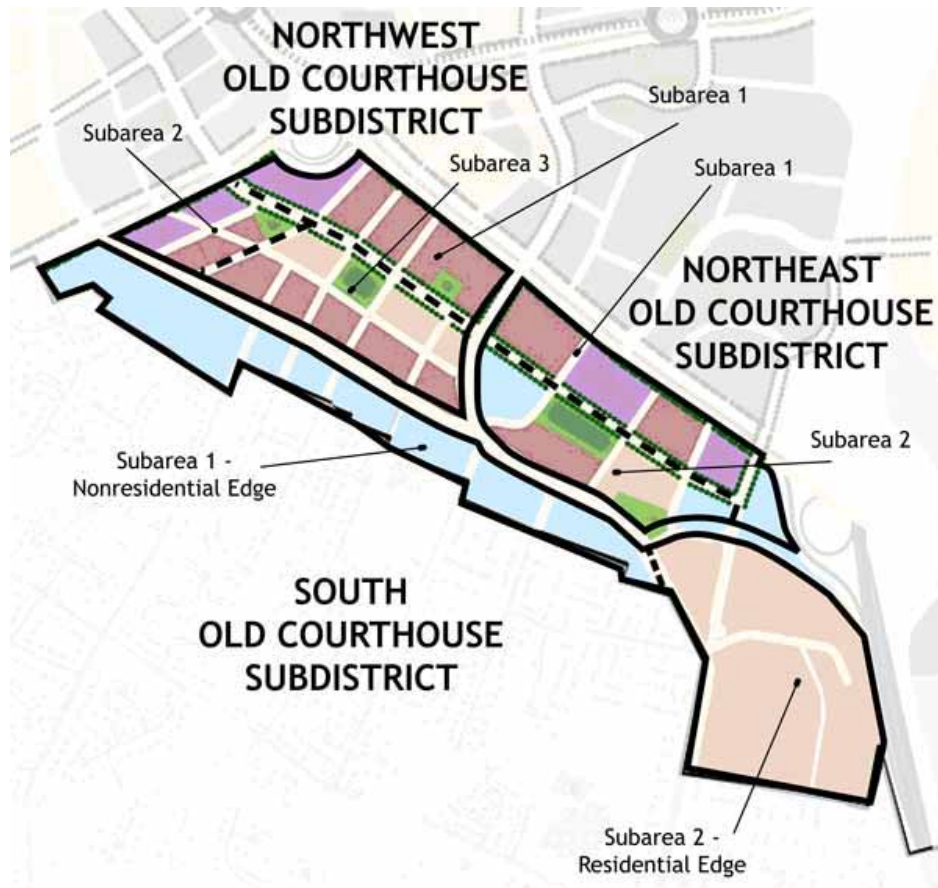 NORTHWEST
OLD COURTHOUSE
SUBDISTRICT
Subarea 1
Subarea 2
Subarea 3
Subarea 1
NORTHEAST
OLD COURTHOUSE
SUBDISTRICT
Subarea 2
Subarea 1 -
Nonresidential Edge
SOUTH
OLD COURTHOUSE
SUBDISTRICT
Subarea 2 -
Residential Edge